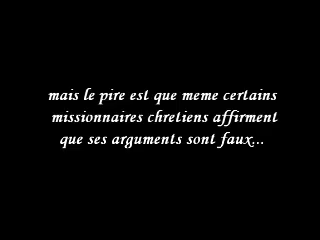 mais le pire est que meme certains
missionnaires chretiens affirment
que ses arguments sont faux...